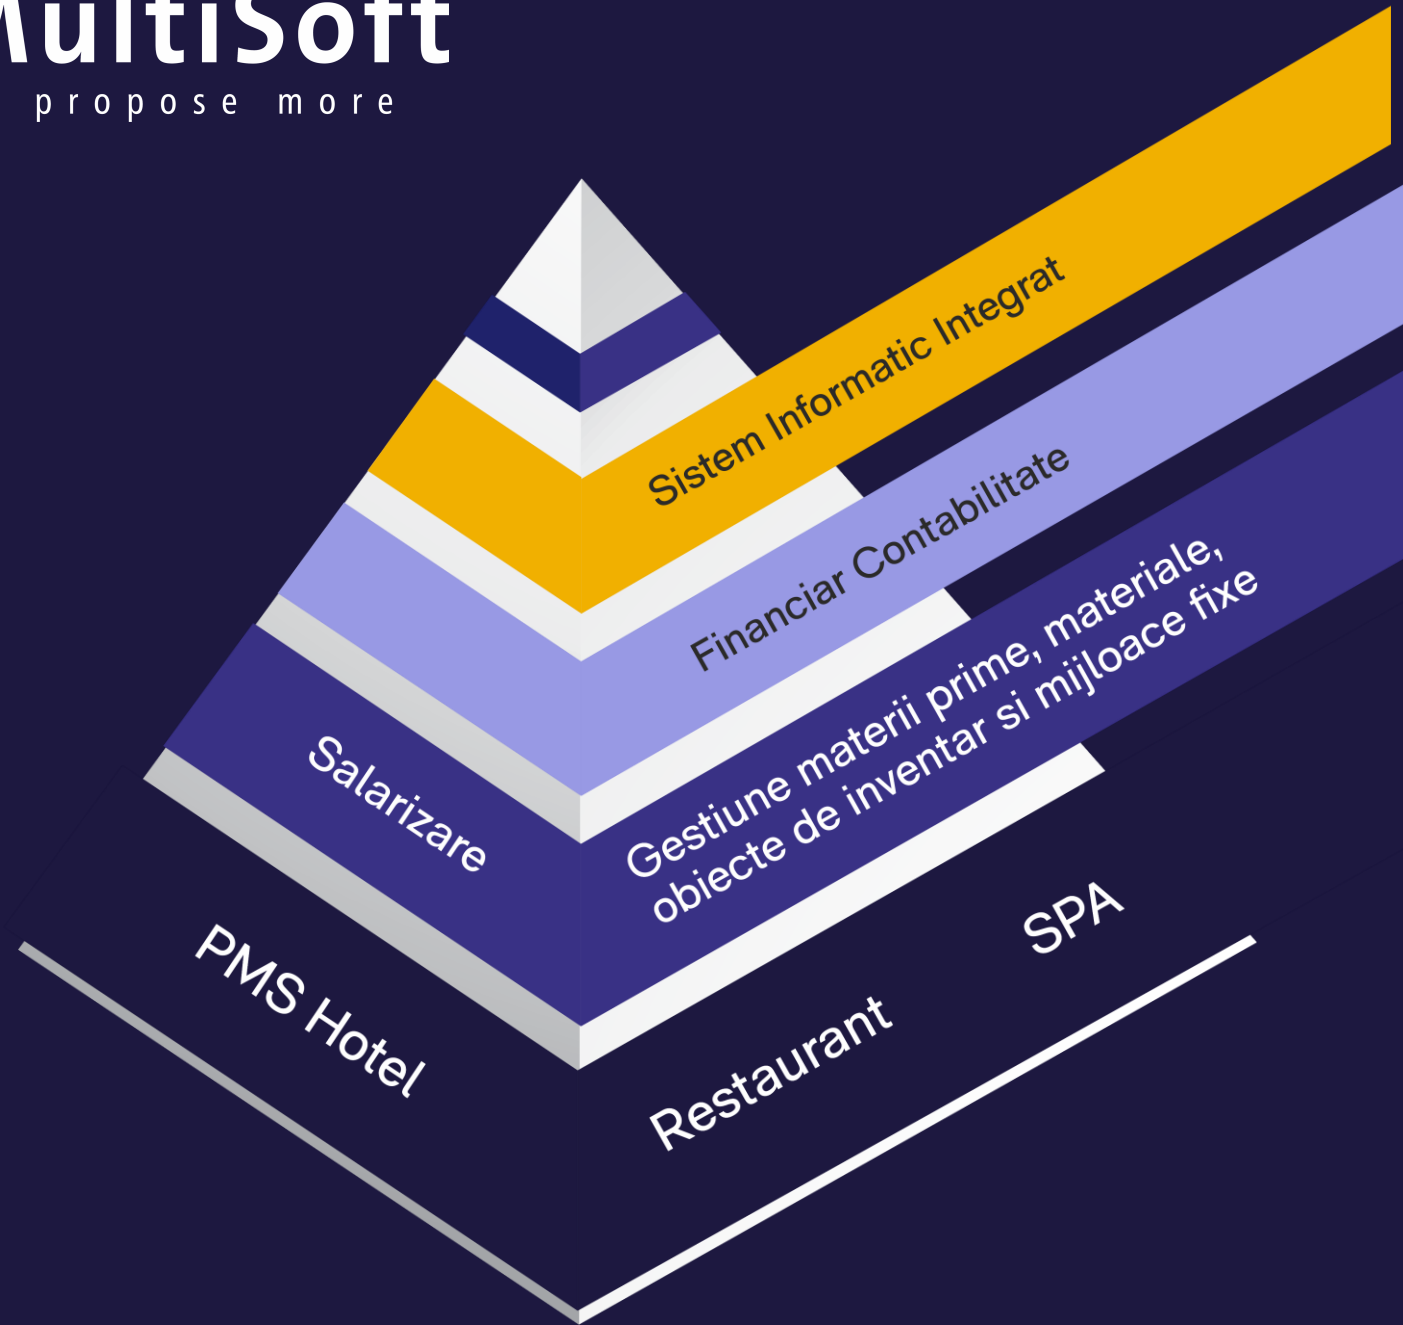 MultiSoft
propose more
Sistem Informatic Integrat
Financiar Contabilitate
Gestiune materii prime, materiale,
obiecte de inventar si mijloace fixe
Salarizare
PMS Hotel
Restaurant
SPA